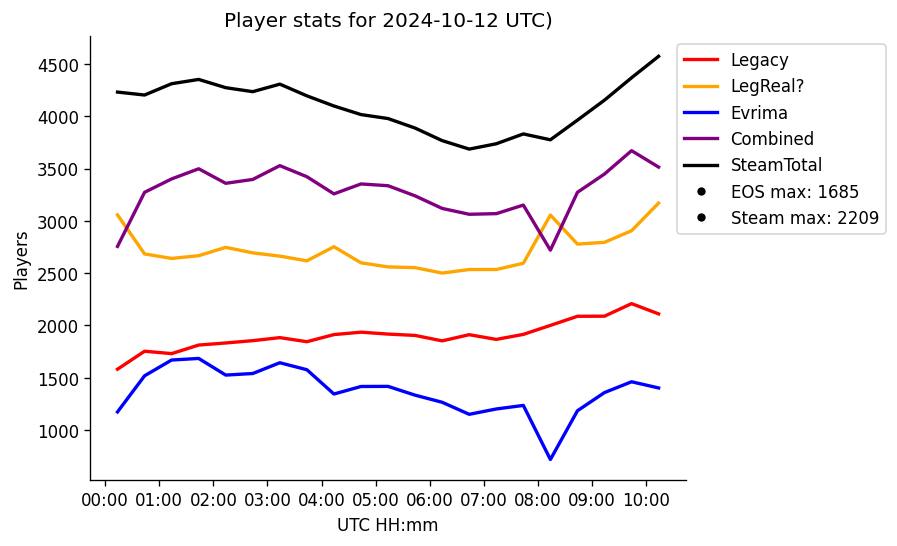 Player stats for 2024-10-12 UTC)
Players
4500
4000
3500
3000
2500
2000
1500
1000
00:00 01:00 02:00 03:00 04:00 05:00 06:00 07:00 08:00 09:00 10:00
UTC HH:mm
Legacy
LegReal?
Evrima
Combined
SteamTotal
EOS max: 1685
Steam max: 2209